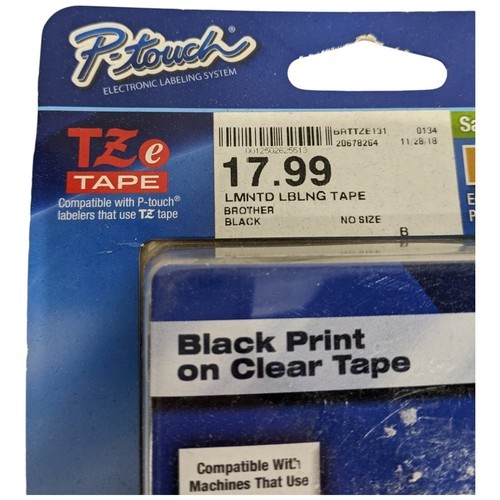 P-touch®
ELECTRONIC LABELING SYSTEM
TZe
TAPE
Compatible with P-touch®
labelers that use TZ tape
BRTTZE131 0134
20678264 11/28/18
0012502625513
17.99
LMNTD LBLNG TAPE
BROTHER
BLACK NO SIZE
B
Sa
E
P
Black Print
on Clear Tape
Compatible With
Machines That Use